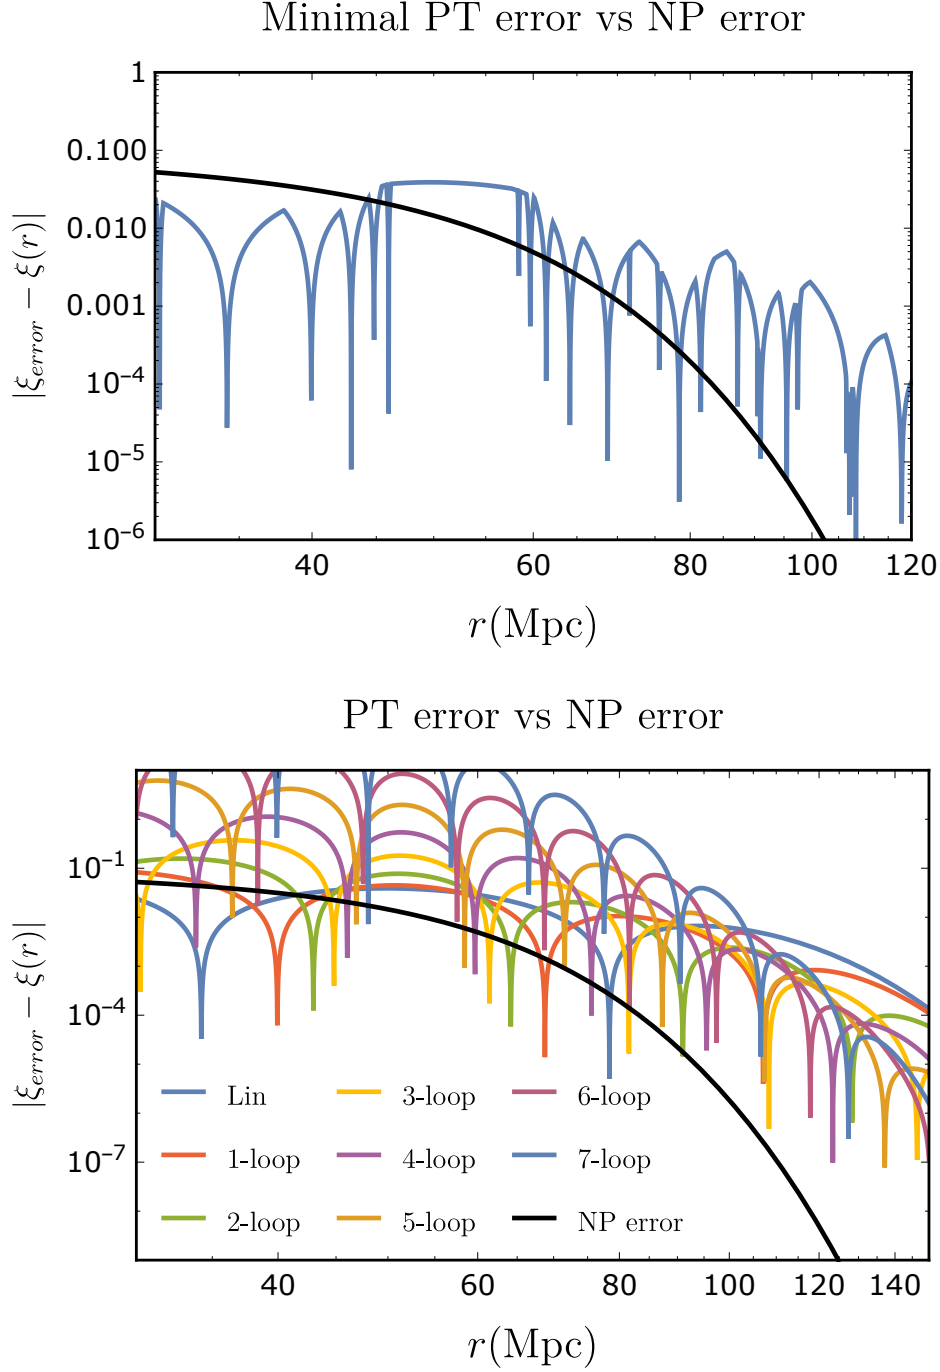 Minimal PT error vs NP error
1
0.100
0.010
0.001
10⁻⁴
10⁻⁵
10⁻⁶
|ξ_error − ξ(r)|
40 60 80 100 120
r(Mpc)
PT error vs NP error
10⁻¹
10⁻⁴
10⁻⁷
|ξ_error − ξ(r)|
Lin 3-loop 6-loop
1-loop 4-loop 7-loop
2-loop 5-loop NP error
40 60 80 100 120 140
r(Mpc)